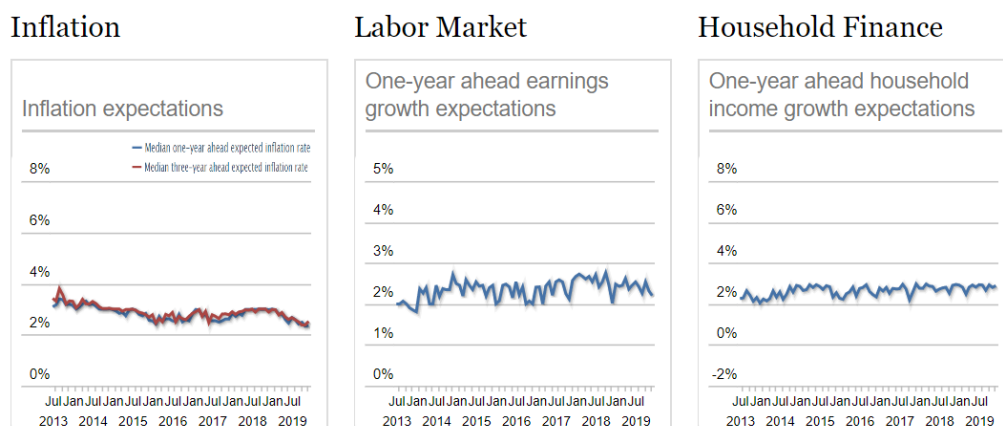 Inflation
Inflation expectations
Median one-year ahead expected inflation rate
Median three-year ahead expected inflation rate
8%
6%
4%
2%
0%
Jul Jan Jul Jan Jul Jan Jul Jan Jul Jan Jul Jan Jul
2013 2014 2015 2016 2017 2018 2019
Labor Market
One-year ahead earnings
growth expectations
5%
4%
3%
2%
1%
0%
Jul Jan Jul Jan Jul Jan Jul Jan Jul Jan Jul Jan Jul
2013 2014 2015 2016 2017 2018 2019
Household Finance
One-year ahead household
income growth expectations
8%
6%
4%
2%
0%
-2%
Jul Jan Jul Jan Jul Jan Jul Jan Jul Jan Jul Jan Jul
2013 2014 2015 2016 2017 2018 2019